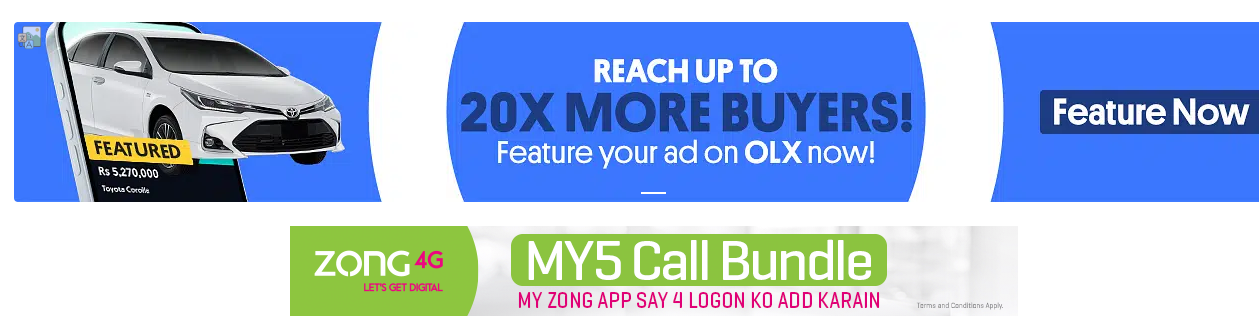 REACH UP TO
20X MORE BUYERS!
Feature your ad on OLX now!
Feature Now
FEATURED
Rs 5,270,000
Toyota Corolla
ZONG 4G
LET'S GET DIGITAL
MY5 Call Bundle
MY ZONG APP SAY 4 LOGON KO ADD KARAIN
Terms and Conditions Apply.